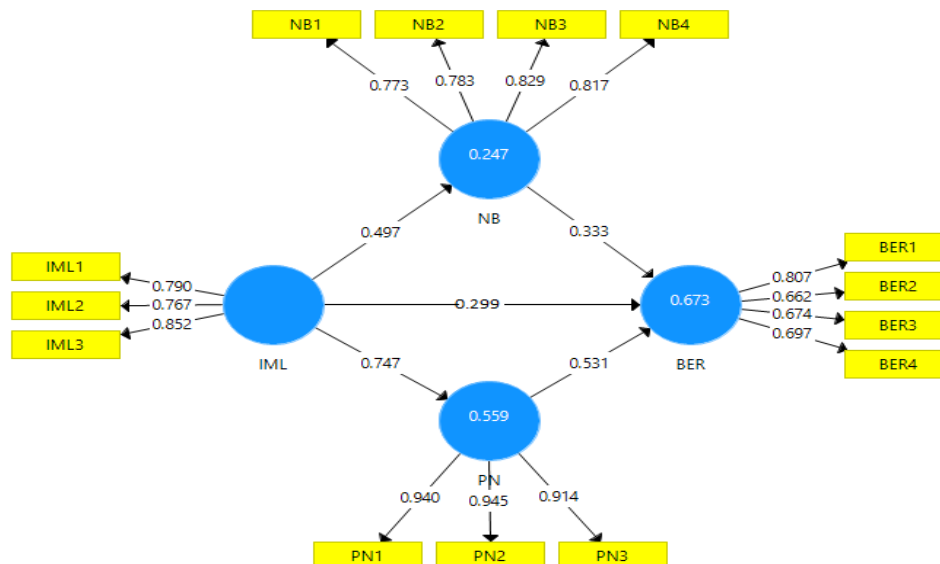 NB1 NB2 NB3 NB4
0.773 0.783 0.829 0.817
0.247
NB
0.497 0.333
IML1
IML2
IML3
0.790
0.767
0.852
IML
0.299
0.673
BER
0.807
0.662
0.674
0.697
BER1
BER2
BER3
BER4
0.747 0.531
0.559
PN
0.940 0.945 0.914
PN1 PN2 PN3